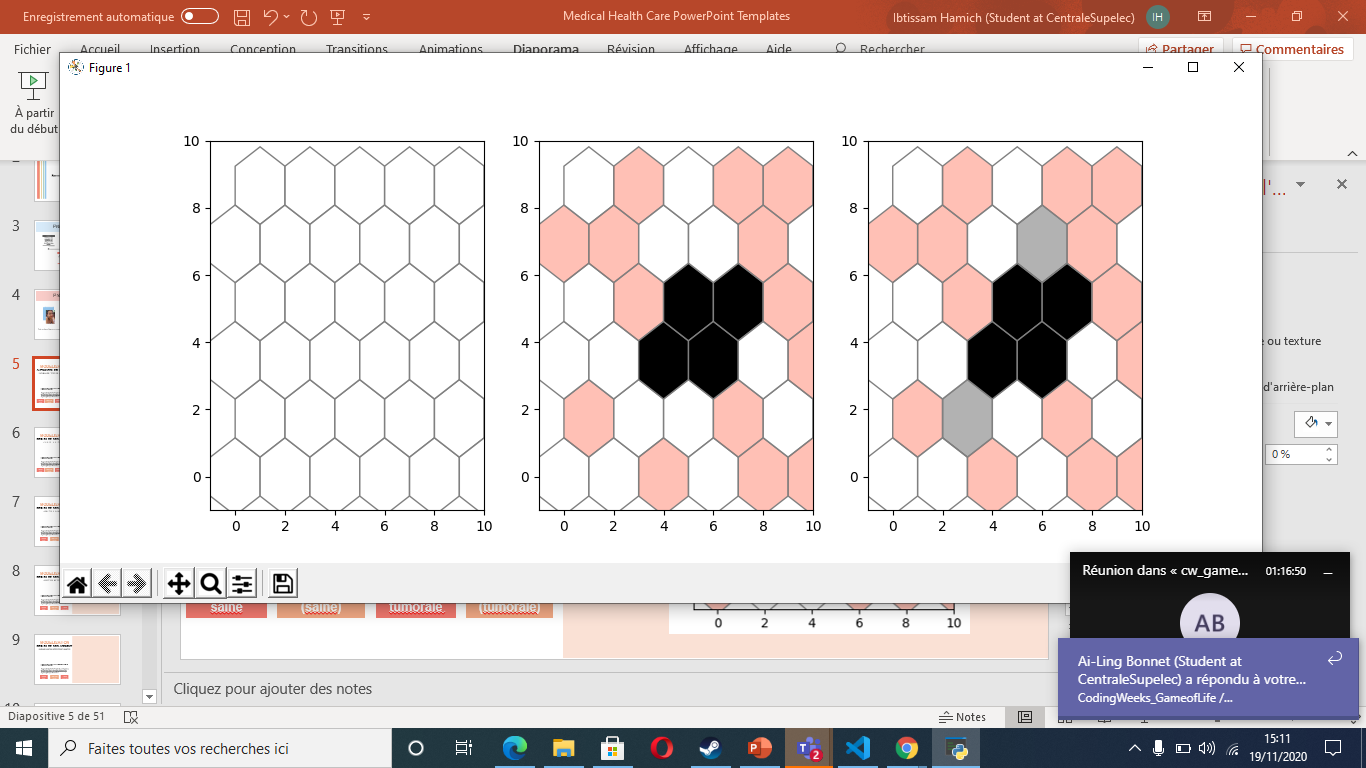 Enregistrement automatique
Medical Health Care PowerPoint Templates
Ibtissam Hamich (Student at CentraleSupelec)
IH
Fichier Accueil Insertion Conception Transitions Animations Diaporama Révision Affichage Aide Rechercher
Partager
Commentaires
Figure 1
À partir
du début
10
8
6
4
2
0
0 2 4 6 8 10
10
8
6
4
2
0
0 2 4 6 8 10
10
8
6
4
2
0
0 2 4 6 8 10
3
4
5
6
7
8
9
l'...
e ou texture
d'arrière-plan
0 %
saine
(saine)
tumorale
(tumorale)
0 2 4 6 8 10
Réunion dans « cw_game...
01:16:50
AB
Ai-Ling Bonnet (Student at
CentraleSupelec) a répondu à votre...
CodingWeeks_GameofLife /...
Cliquez pour ajouter des notes
Diapositive 5 de 51
Notes
Faites toutes vos recherches ici
2
15:11
19/11/2020